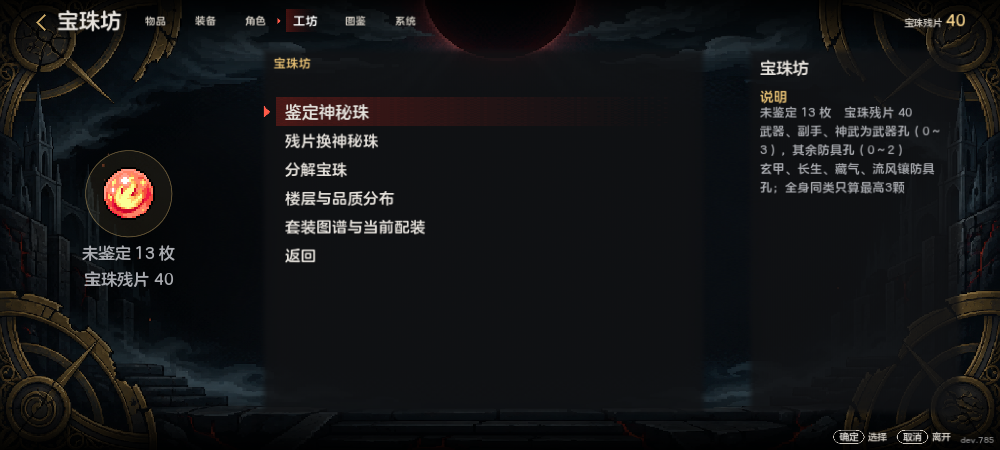 宝珠坊
物品
装备
角色
工坊
图鉴
系统
宝珠残片 40
宝珠坊
鉴定神秘珠
残片换神秘珠
分解宝珠
楼层与品质分布
套装图谱与当前配装
返回
未鉴定 13 枚
宝珠残片 40
宝珠坊
说明
未鉴定 13 枚　宝珠残片 40
武器、副手、神武为武器孔（0~
3），其余防具孔（0~2）
玄甲、长生、藏气、流风镶防具
孔；全身同类只算最高3颗
确定 选择 取消 离开 dev.785